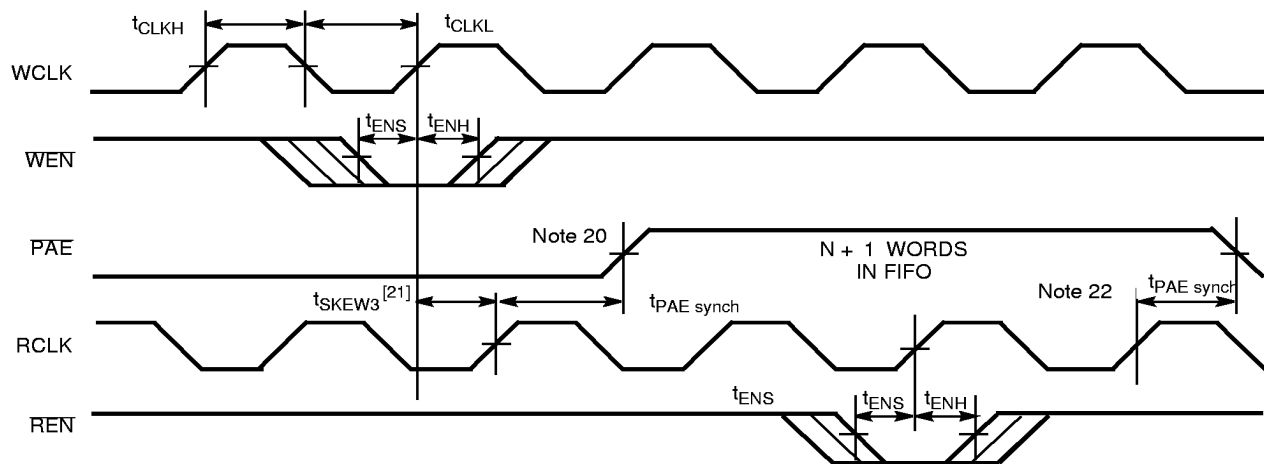 tCLKH
tCLKL
WCLK
tENS
tENH
WEN
Note 20
PAE
N + 1 WORDS
IN FIFO
tSKEW3 [21]
tPAE synch
Note 22
tPAE synch
RCLK
tENS
tENS
tENH
REN